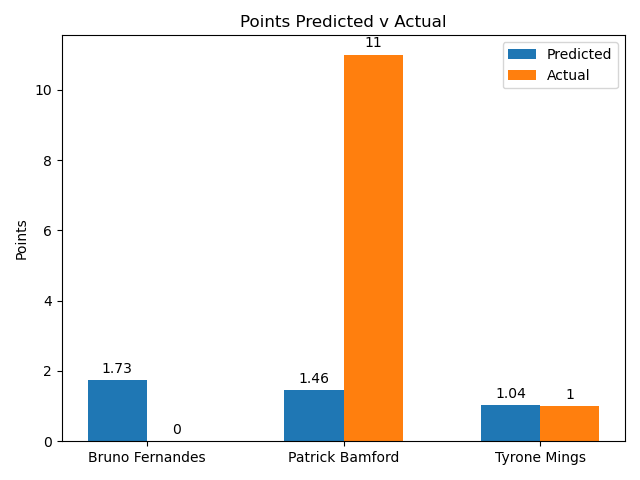 Points Predicted v Actual
11
Predicted
Actual
10
8
6
4
2
0
Points
1.73
0
1.46
1.04
1
Bruno Fernandes
Patrick Bamford
Tyrone Mings